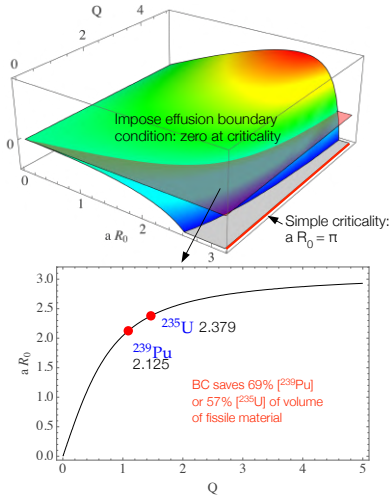 Q
0
2
4
0
0
1
2
3
a R₀
Impose effusion boundary
condition: zero at criticality
Simple criticality:
a R₀ = π
3.0
2.5
2.0
1.5
1.0
0.5
0.0
a R₀
²³⁵U 2.379
²³⁹Pu
2.125
BC saves 69% [²³⁹Pu]
or 57% [²³⁵U] of volume
of fissile material
0 1 2 3 4 5
Q